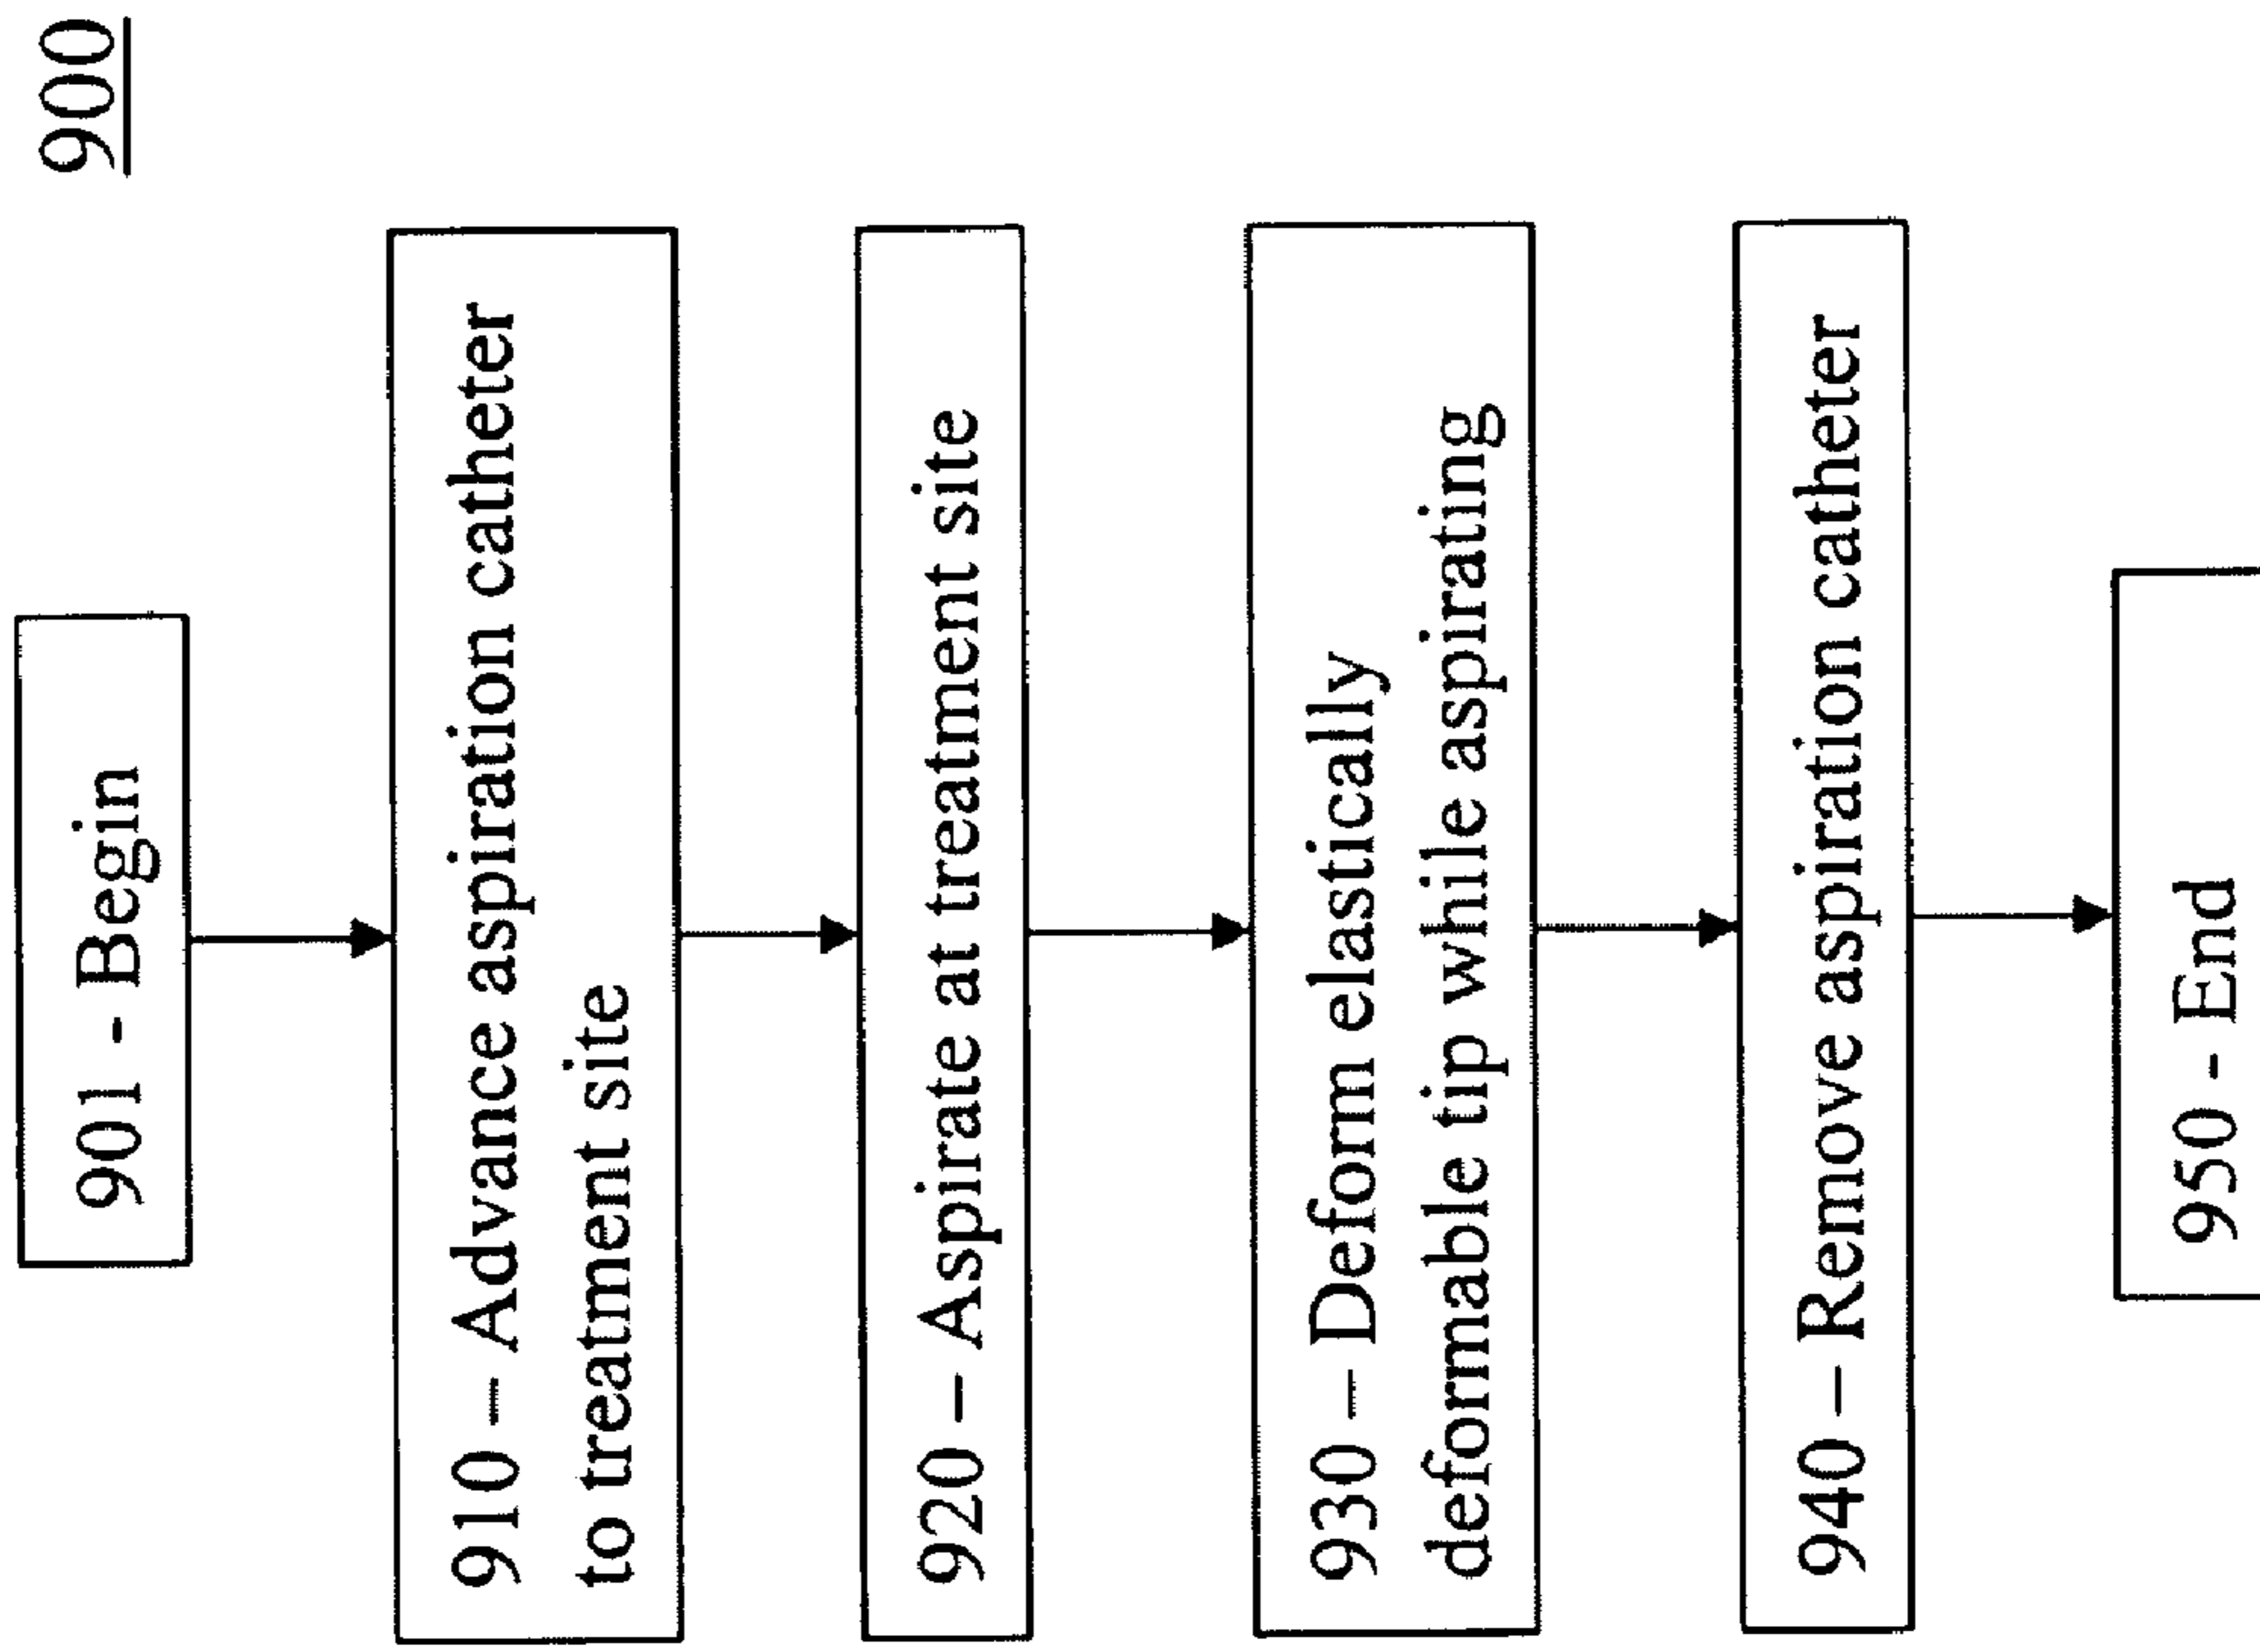 900
901 - Begin
910 – Advance aspiration catheter
to treatment site
920 – Aspirate at treatment site
930 – Deform elastically
deformable tip while aspirating
940 – Remove aspiration catheter
950 - End